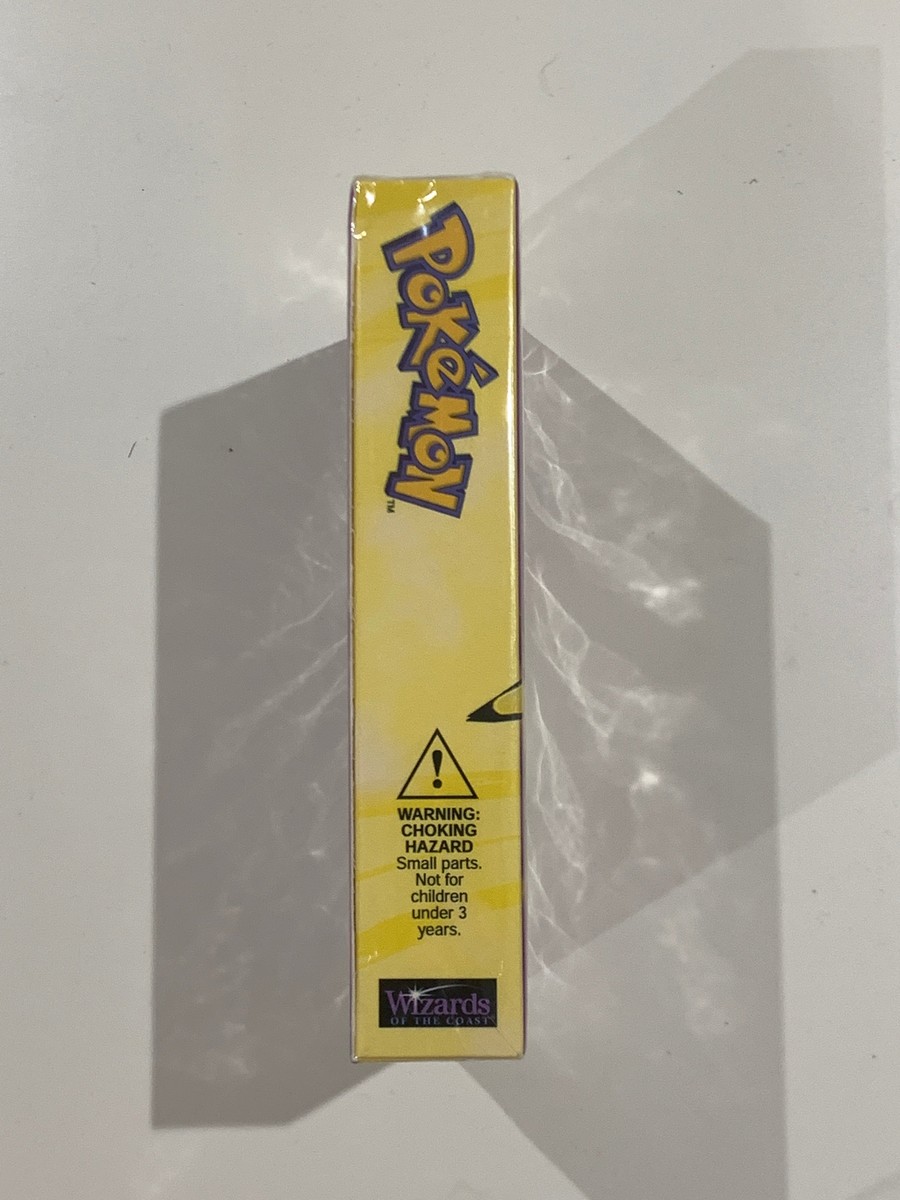 POKéMON
TM
WARNING:
CHOKING
HAZARD
Small parts.
Not for
children
under 3
years.
Wizards
OF THE COAST